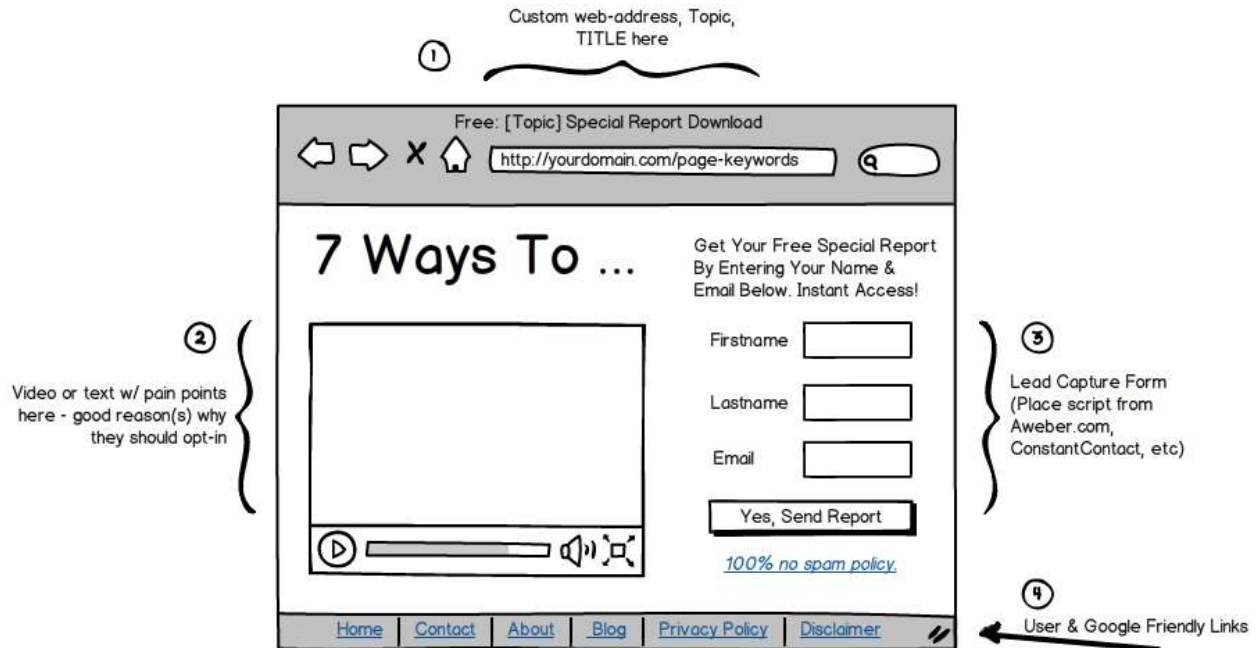 Custom web-address, Topic,
TITLE here
1
Free: [Topic] Special Report Download
http://yourdomain.com/page-keywords
7 Ways To ...
Get Your Free Special Report
By Entering Your Name &
Email Below. Instant Access!
2
Video or text w/ pain points
here - good reason(s) why
they should opt-in
Firstname
Lastname
Email
Yes, Send Report
100% no spam policy.
3
Lead Capture Form
(Place script from
Aweber.com,
ConstantContact, etc)
4
User & Google Friendly Links
Home Contact About Blog Privacy Policy Disclaimer